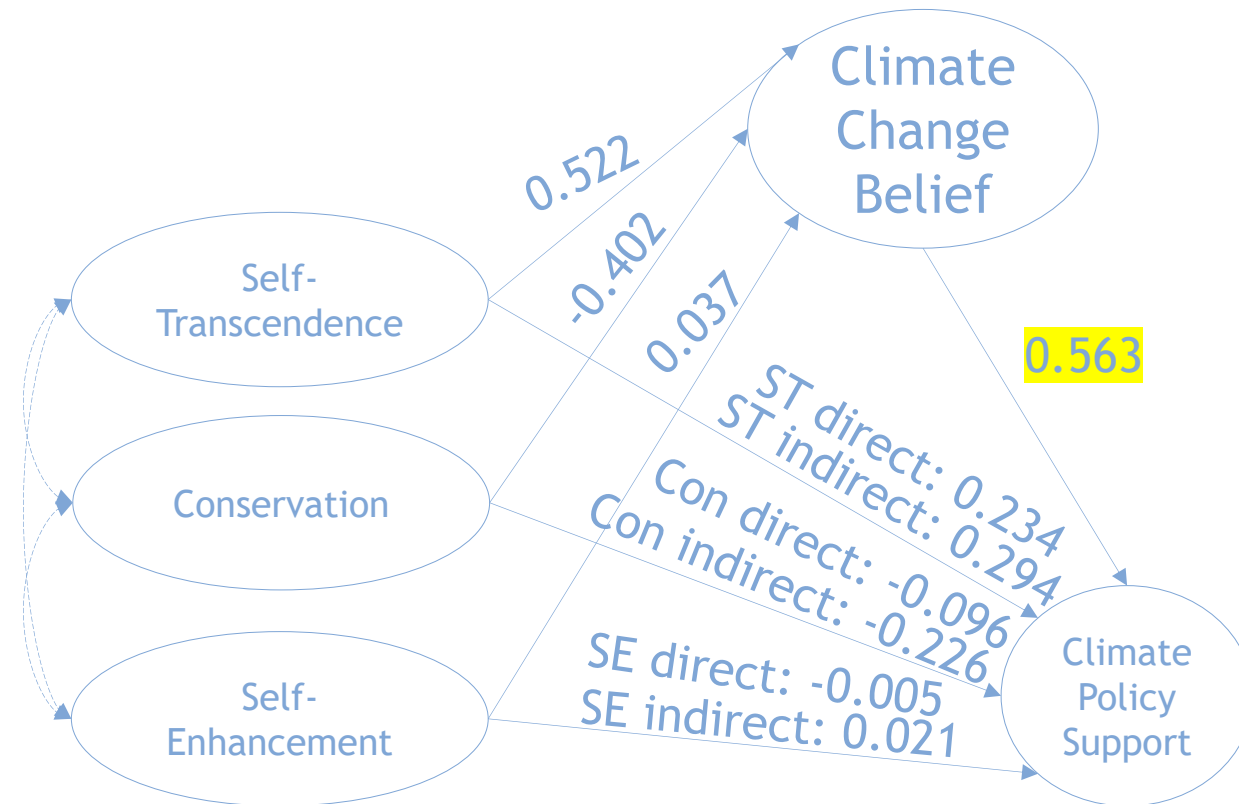 Climate
Change
Belief
0.522
-0.402
0.037
Self-
Transcendence
0.563
ST direct: 0.234
ST indirect: 0.294
Con direct: -0.096
Con indirect: -0.226
Conservation
SE direct: -0.005
SE indirect: 0.021
Self-
Enhancement
Climate
Policy
Support